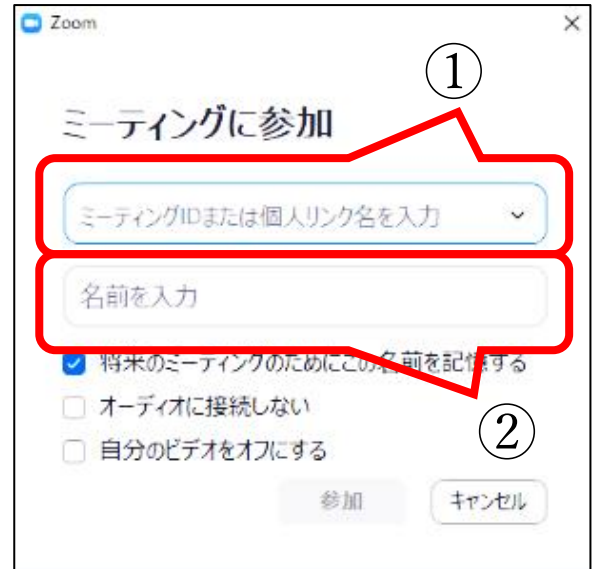 Zoom
①
ミーティングに参加
ミーティングIDまたは個人リンク名を入力
名前を入力
将来のミーティングのためにこの名前を記憶する
オーディオに接続しない
②
自分のビデオをオフにする
参加 キャンセル